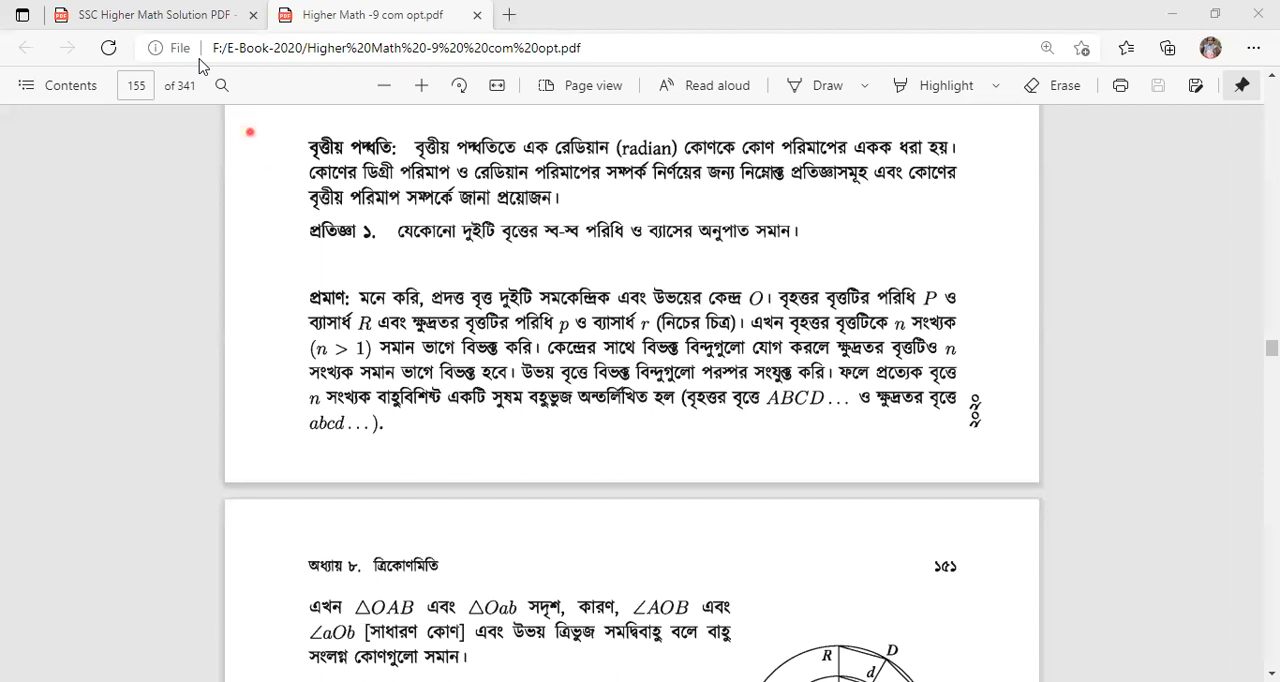 SSC Higher Math Solution PDF -
Higher Math -9 com opt.pdf
File
F:/E-Book-2020/Higher%20Math%20-9%20%20com%20opt.pdf
Contents
155 of 341
Page view
Read aloud
Draw
Highlight
Erase
বৃত্তীয় পদ্ধতি: বৃত্তীয় পদ্ধতিতে এক রেডিয়ান (radian) কোণকে কোণ পরিমাপের একক ধরা হয়।
কোণের ডিগ্রী পরিমাপ ও রেডিয়ান পরিমাপের সম্পর্ক নির্ণয়ের জন্য নিম্নোক্ত প্রতিজ্ঞাসমূহ এবং কোণের
বৃত্তীয় পরিমাপ সম্পর্কে জানা প্রয়োজন।
প্রতিজ্ঞা ১. যেকোনো দুইটি বৃত্তের স্ব-স্ব পরিধি ও ব্যাসের অনুপাত সমান।
প্রমাণ: মনে করি, প্রদত্ত বৃত্ত দুইটি সমকেন্দ্রিক এবং উভয়ের কেন্দ্র O। বৃহত্তর বৃত্তটির পরিধি P ও
ব্যাসার্ধ R এবং ক্ষুদ্রতর বৃত্তটির পরিধি p ও ব্যাসার্ধ r (নিচের চিত্র)। এখন বৃহত্তর বৃত্তটিকে n সংখ্যক
(n > 1) সমান ভাগে বিভক্ত করি। কেন্দ্রের সাথে বিভক্ত বিন্দুগুলো যোগ করলে ক্ষুদ্রতর বৃত্তটিও n
সংখ্যক সমান ভাগে বিভক্ত হবে। উভয় বৃত্তে বিভক্ত বিন্দুগুলো পরস্পর সংযুক্ত করি। ফলে প্রত্যেক বৃত্তে
n সংখ্যক বাহুবিশিষ্ট একটি সুষম বহুভুজ অন্তর্লিখিত হল (বৃহত্তর বৃত্তে ABCD... ও ক্ষুদ্রতর বৃত্তে
abcd...).
২০২০
অধ্যায় ৮. ত্রিকোণমিতি
১৫১
এখন △OAB এবং △Oab সদৃশ, কারণ, ∠AOB এবং
∠aOb [সাধারণ কোণ] এবং উভয় ত্রিভুজ সমদ্বিবাহু বলে বাহু
সংলগ্ন কোণগুলো সমান।
R
D
d